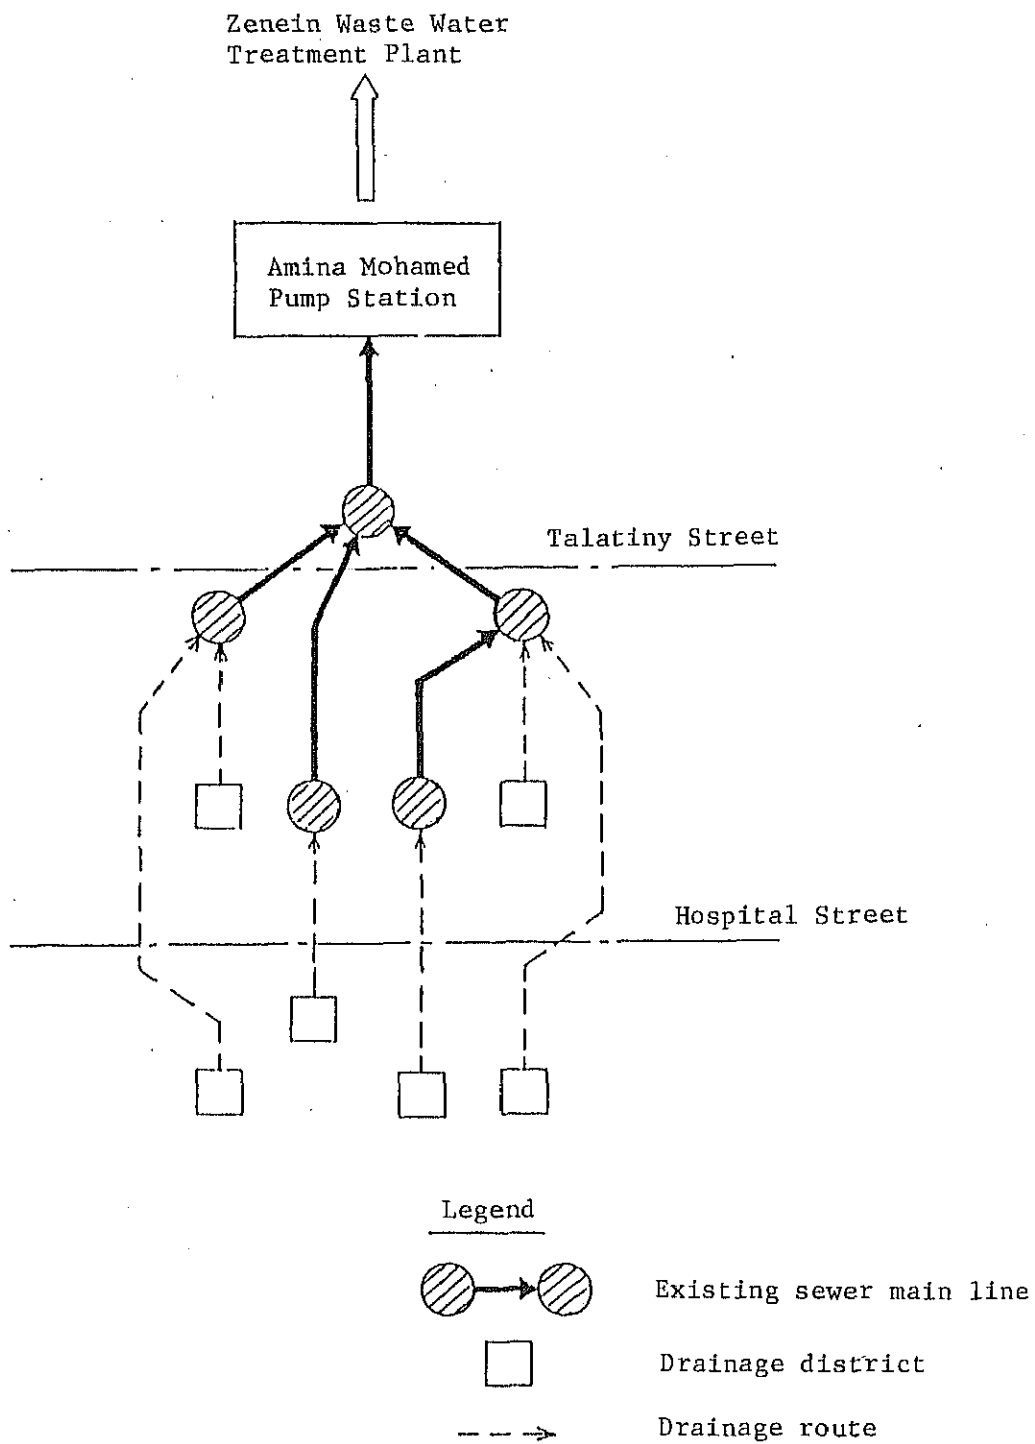 Zenein Waste Water
Treatment Plant
Amina Mohamed
Pump Station
Talatiny Street
Hospital Street
Legend
Existing sewer main line
Drainage district
Drainage route